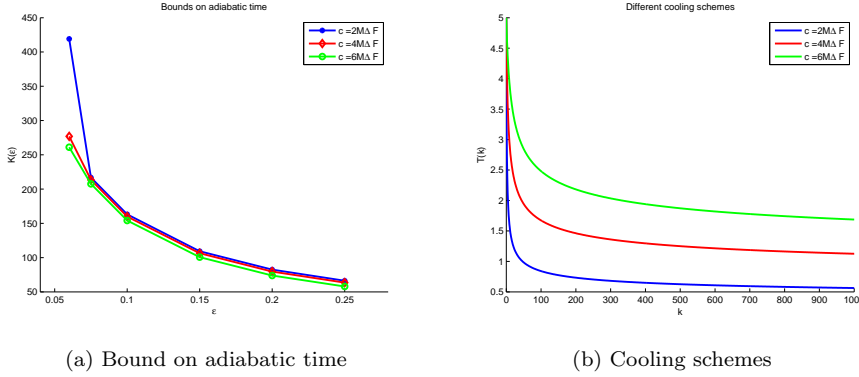 Bounds on adiabatic time
450
400
350
300
250
200
150
100
50
K(ε)
0.05 0.1 0.15 0.2 0.25
ε
c =2MΔ F
c =4MΔ F
c =6MΔ F
(a) Bound on adiabatic time
Different cooling schemes
5
4.5
4
3.5
3
2.5
2
1.5
1
0.5
T(k)
0 100 200 300 400 500 600 700 800 900 100
k
c =2MΔ F
c =4MΔ F
c =6MΔ F
(b) Cooling schemes